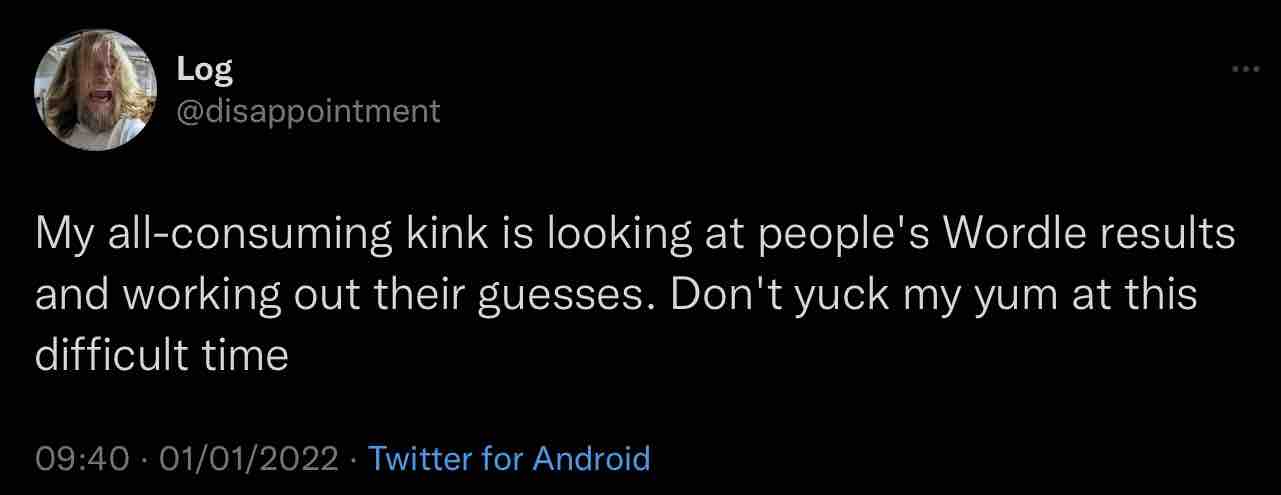 Log
@disappointment
My all-consuming kink is looking at people's Wordle results
and working out their guesses. Don't yuck my yum at this
difficult time
09:40 · 01/01/2022 · Twitter for Android